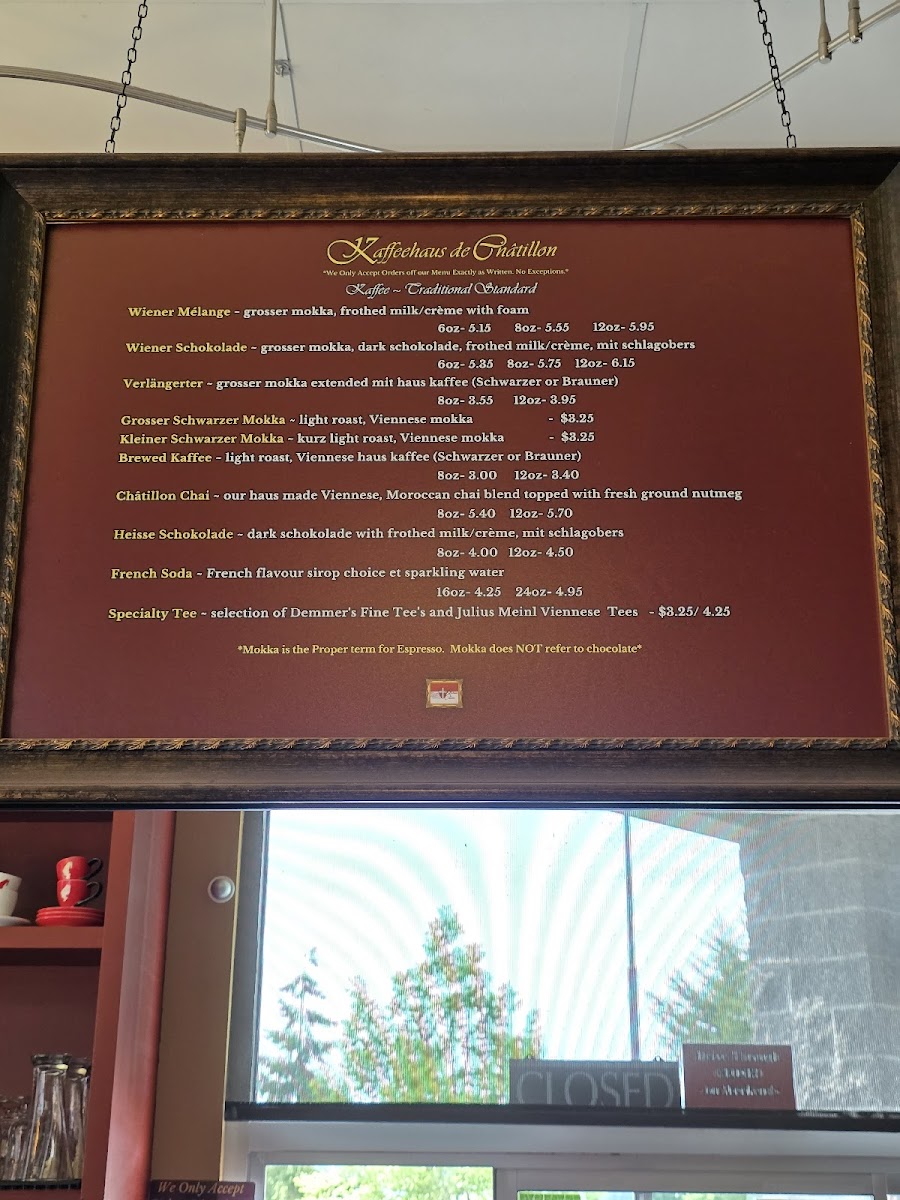 Kaffeehaus de Châtillon
"We Only Accept Orders off our Menu Exactly as Written. No Exceptions."
Kaffee ~ Traditional Standard
Wiener Mélange ~ grosser mokka, frothed milk/crème with foam
6oz- 5.15 8oz- 5.55 12oz- 5.95
Wiener Schokolade ~ grosser mokka, dark schokolade, frothed milk/crème, mit schlagobers
6oz- 5.35 8oz- 5.75 12oz- 6.15
Verlängerter ~ grosser mokka extended mit haus kaffee (Schwarzer or Brauner)
8oz- 3.55 12oz- 3.95
Grosser Schwarzer Mokka ~ light roast, Viennese mokka - $3.25
Kleiner Schwarzer Mokka ~ kurz light roast, Viennese mokka - $3.25
Brewed Kaffee ~ light roast, Viennese haus kaffee (Schwarzer or Brauner)
8oz- 3.00 12oz- 3.40
Châtillon Chai ~ our haus made Viennese, Moroccan chai blend topped with fresh ground nutmeg
8oz- 5.40 12oz- 5.70
Heisse Schokolade ~ dark schokolade with frothed milk/crème, mit schlagobers
8oz- 4.00 12oz- 4.50
French Soda ~ French flavour sirop choice et sparkling water
16oz- 4.25 24oz- 4.95
Specialty Tee ~ selection of Demmer's Fine Tee's and Julius Meinl Viennese Tees - $3.25/ 4.25
*Mokka is the Proper term for Espresso. Mokka does NOT refer to chocolate*
CLOSED
Drive Through
CLOSED
on Weekends
We Only Accept